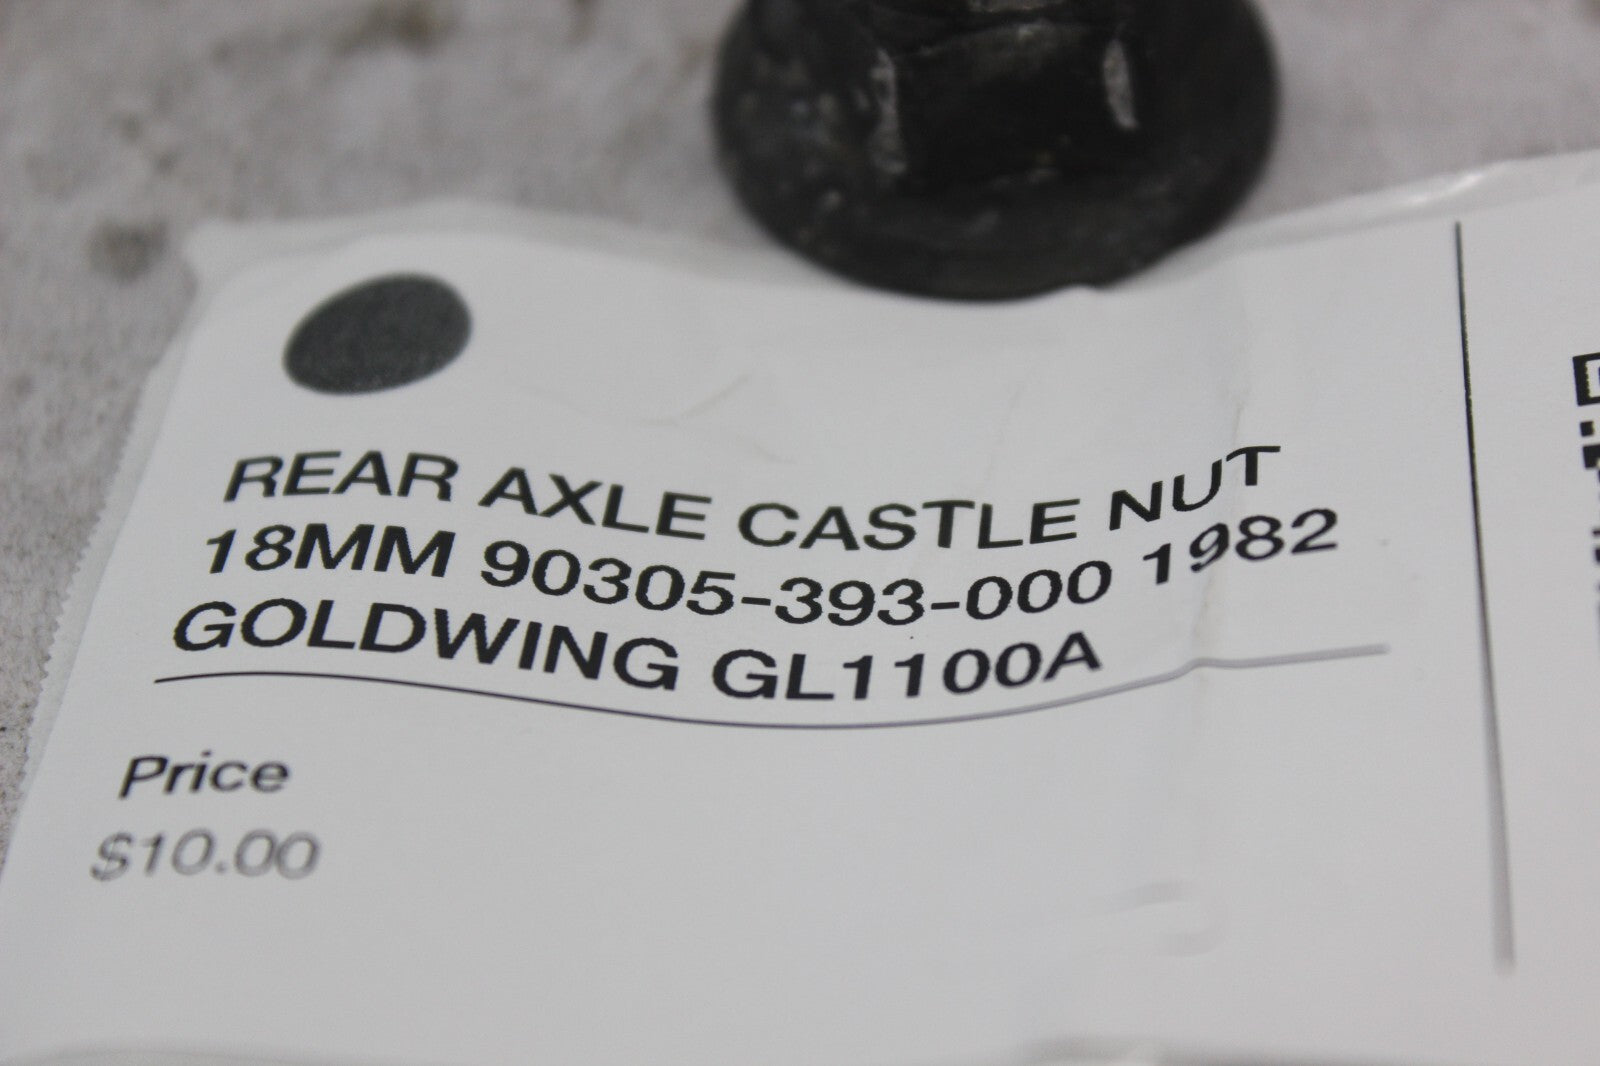 REAR AXLE CASTLE NUT
18MM 90305-393-000 1982
GOLDWING GL1100A
Price
$10.00